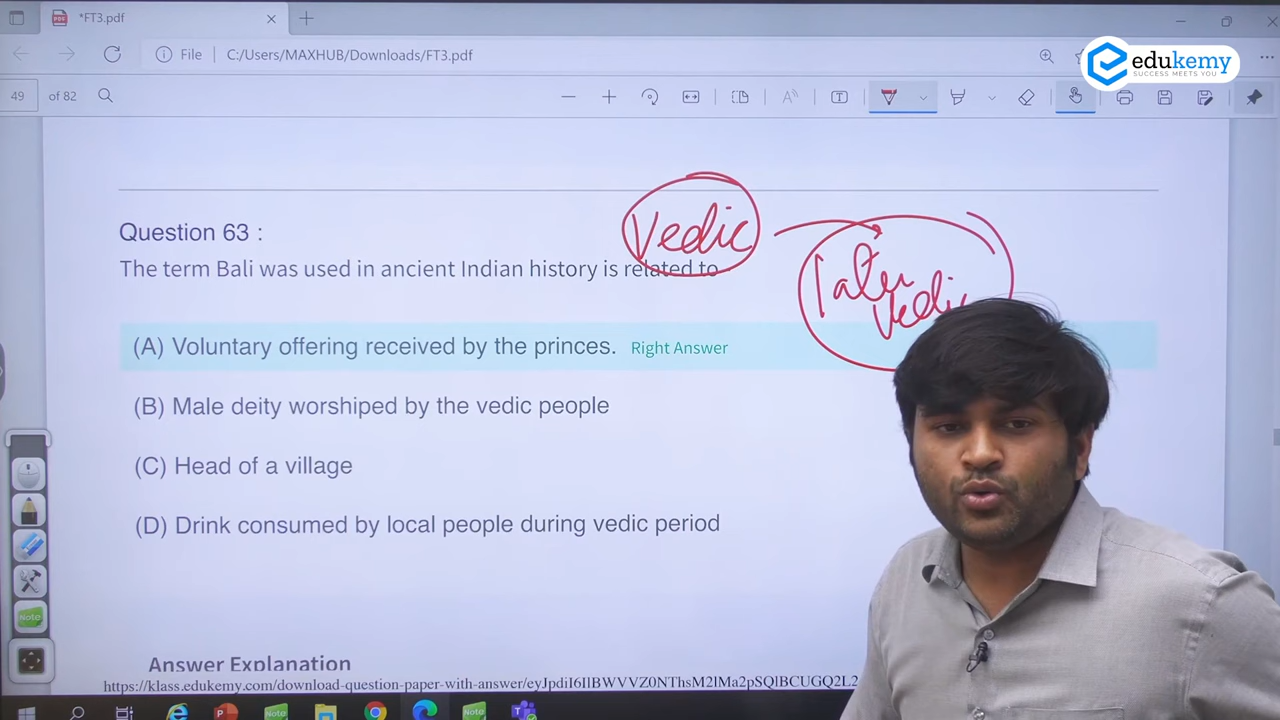 *FT3.pdf
File
C:/Users/MAXHUB/Downloads/FT3.pdf
edukemy
SUCCESS MEETS YOU
49 of 82
Question 63 :
Vedic
The term Bali was used in ancient Indian history is related to
later
vedic
(A) Voluntary offering received by the princes. Right Answer
(B) Male deity worshiped by the vedic people
(C) Head of a village
(D) Drink consumed by local people during vedic period
Note
Answer Explanation
https://klass.edukemy.com/download-question-paper-with-answer/eyJpdiI6IlBWVVZ0NThsM2lMa2pSQlBCUGQ2L2
Note
Note